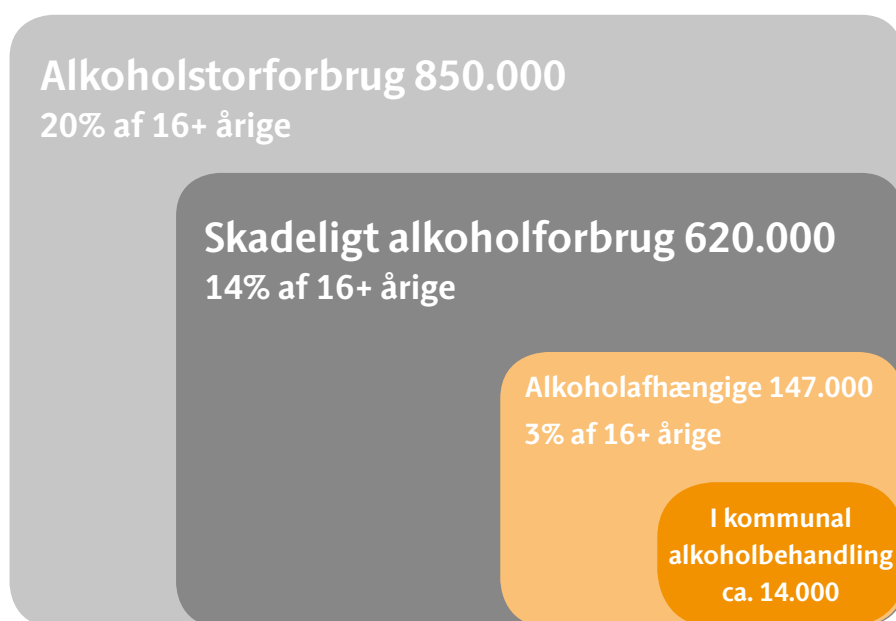 Alkoholstorforbrug 850.000
20% af 16+ årige
Skadeligt alkoholforbrug 620.000
14% af 16+ årige
Alkoholafhængige 147.000
3% af 16+ årige
I kommunal
alkoholbehandling
ca. 14.000